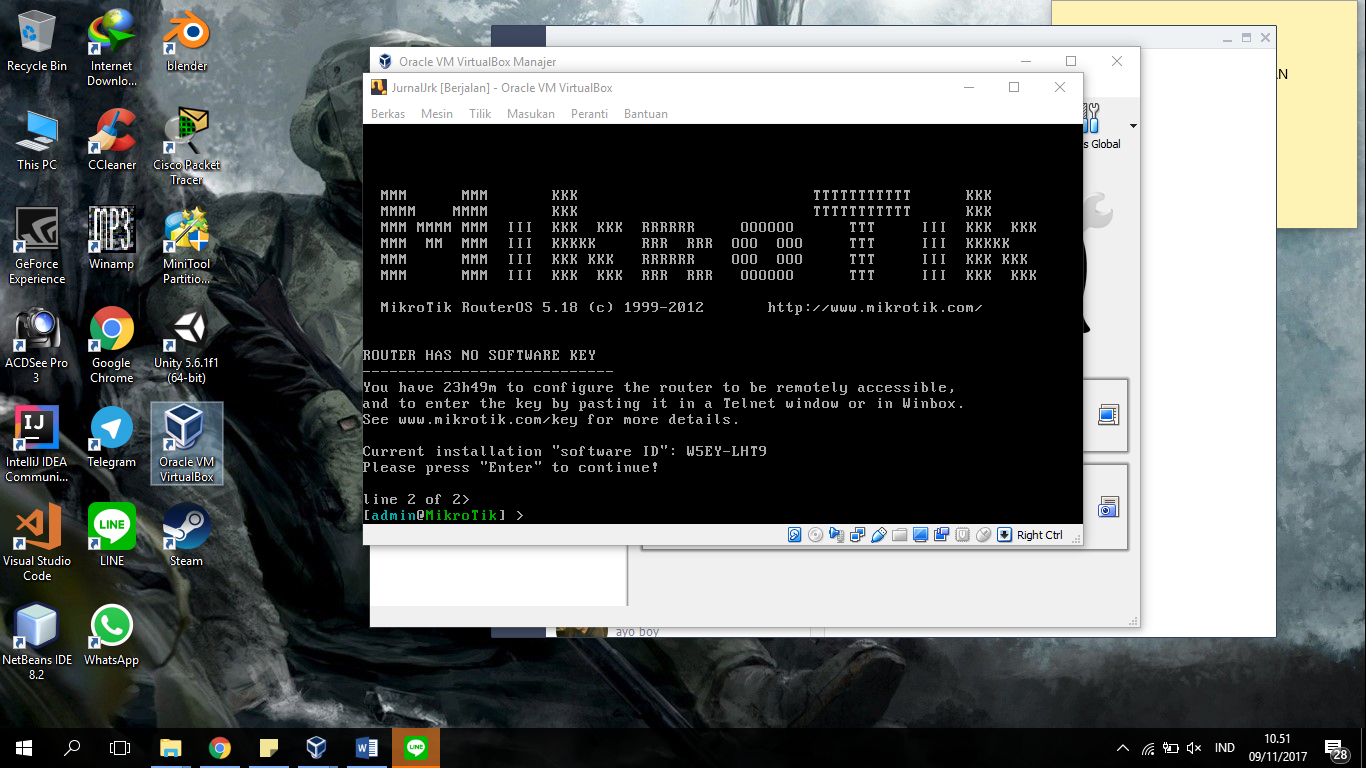 Recycle Bin
Internet
Downlo...
blender
This PC
CCleaner
Cisco Packet
Tracer
GeForce
Experience
MP3
Winamp
MiniTool
Partitio...
ACDSee Pro
3
Google
Chrome
Unity 5.6.1f1
(64-bit)
IJ
IntelliJ IDEA
Communi...
Telegram
Oracle VM
VirtualBox
Visual Studio
Code
LINE
LINE
Steam
NetBeans IDE
8.2
WhatsApp
Oracle VM VirtualBox Manajer
JurnalJrk [Berjalan] - Oracle VM VirtualBox
Berkas Mesin Tilik Masukan Peranti Bantuan
s Global
MMM MMM KKK TTTTTTTTTTT KKK
MMMM MMMM KKK TTTTTTTTTTT KKK
MMM MMMM MMM III KKK KKK RRRRRR OOOOOO TTT III KKK KKK
MMM MM MMM III KKKKK RRR RRR OOO OOO TTT III KKKKK
MMM MMM III KKK KKK RRRRRR OOO OOO TTT III KKK KKK
MMM MMM III KKK KKK RRR RRR OOOOOO TTT III KKK KKK
MikroTik RouterOS 5.18 (c) 1999-2012 http://www.mikrotik.com/
ROUTER HAS NO SOFTWARE KEY
----------------------------
You have 23h49m to configure the router to be remotely accessible,
and to enter the key by pasting it in a Telnet window or in Winbox.
See www.mikrotik.com/key for more details.
Current installation "software ID": W5EY-LHT9
Please press "Enter" to continue!
line 2 of 2>
[admin@MikroTik] >
Right Ctrl
ayo boy
LINE
IND
10.51
09/11/2017
28